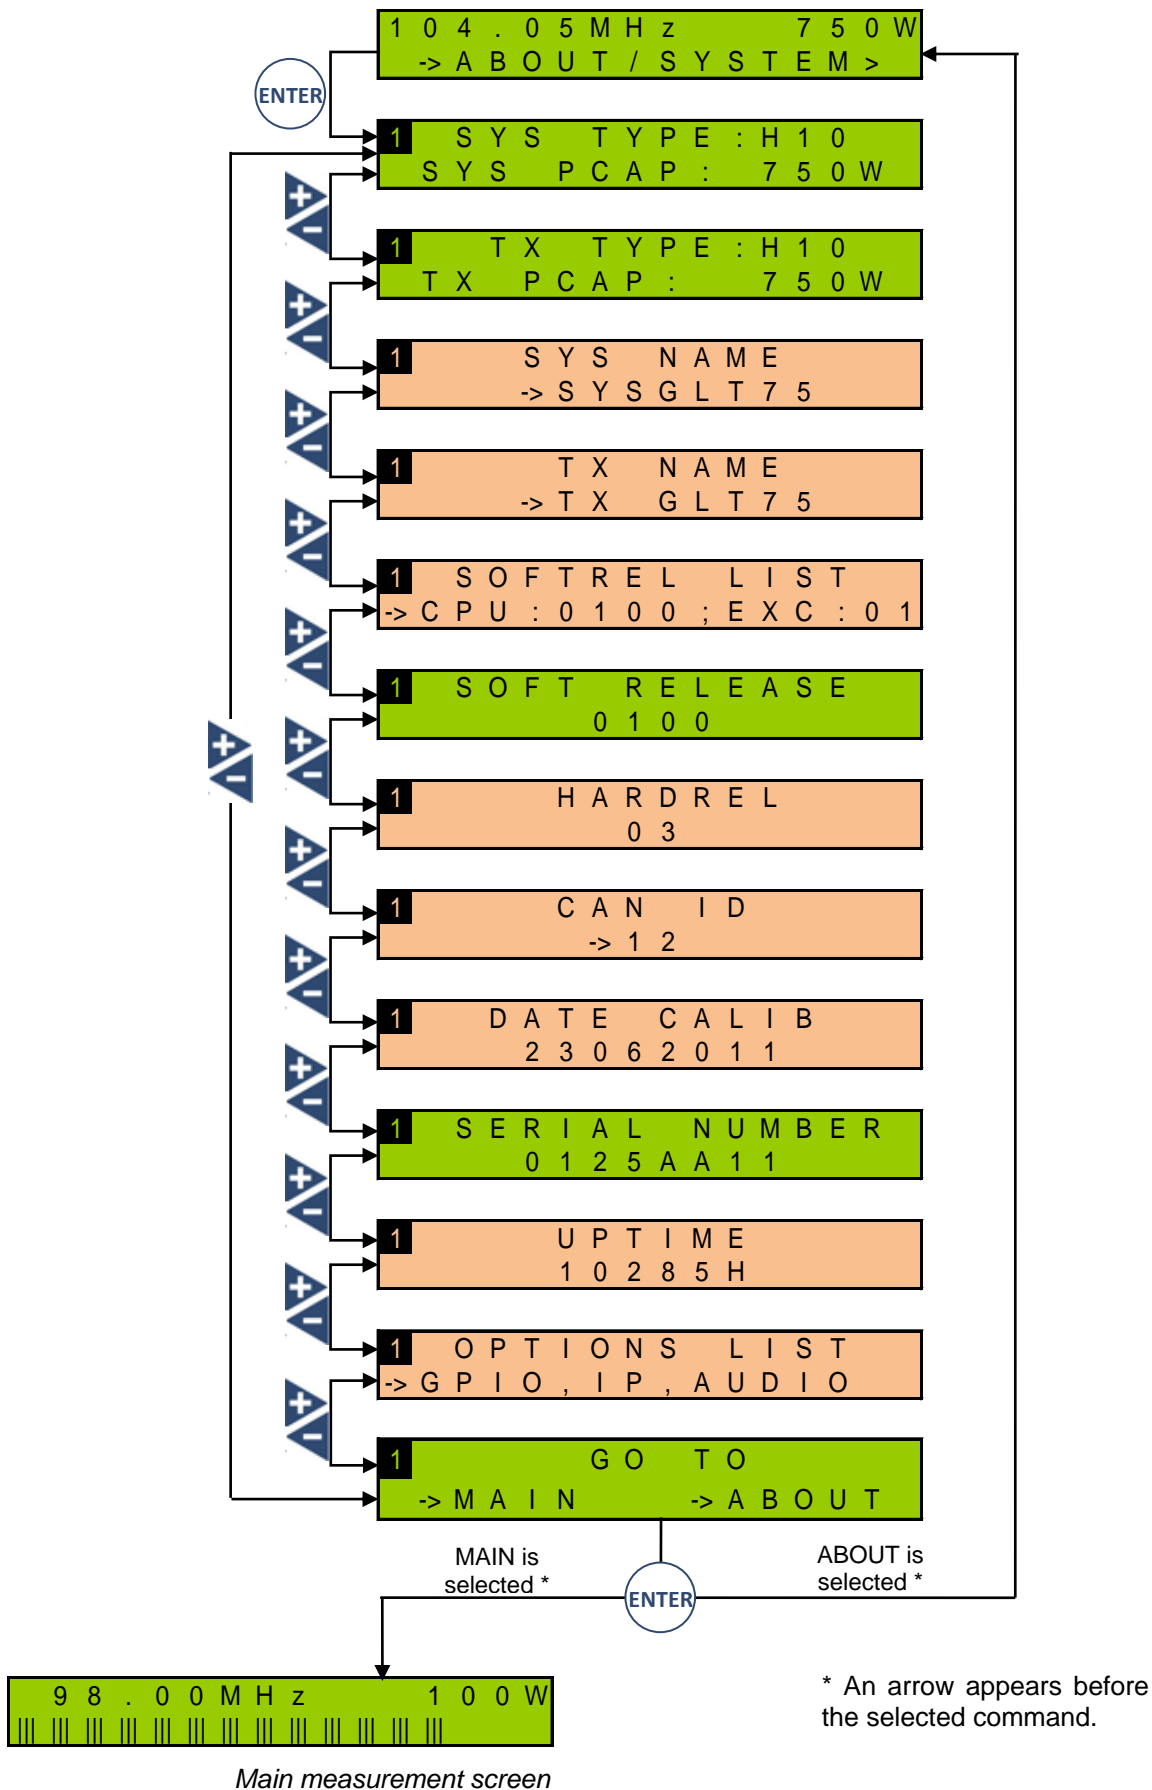 104.05MHz 750W
->ABOUT/SYSTEM>
ENTER
1 SYS TYPE:H10
SYS PCAP: 750W
+/-
1 TX TYPE:H10
TX PCAP: 750W
+/-
1 SYS NAME
->SYSGLT75
+/-
1 TX NAME
->TX GLT75
+/-
1 SOFTREL LIST
->CPU:0100;EXC:01
+/-
1 SOFT RELEASE
0100
+/-
+/-
1 HARDREL
03
+/-
1 CAN ID
->12
+/-
1 DATE CALIB
23062011
+/-
1 SERIAL NUMBER
0125AA11
+/-
1 UPTIME
10285H
+/-
1 OPTIONS LIST
->GPIO,IP,AUDIO
+/-
1 GO TO
->MAIN ->ABOUT
MAIN is
selected *
ENTER
ABOUT is
selected *
98.00MHz 100W
* An arrow appears before
the selected command.
Main measurement screen